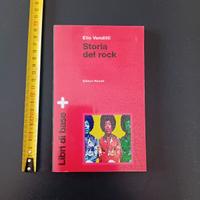 Elio Venditti
Storia
del rock
Editori Riuniti
Libri di base +